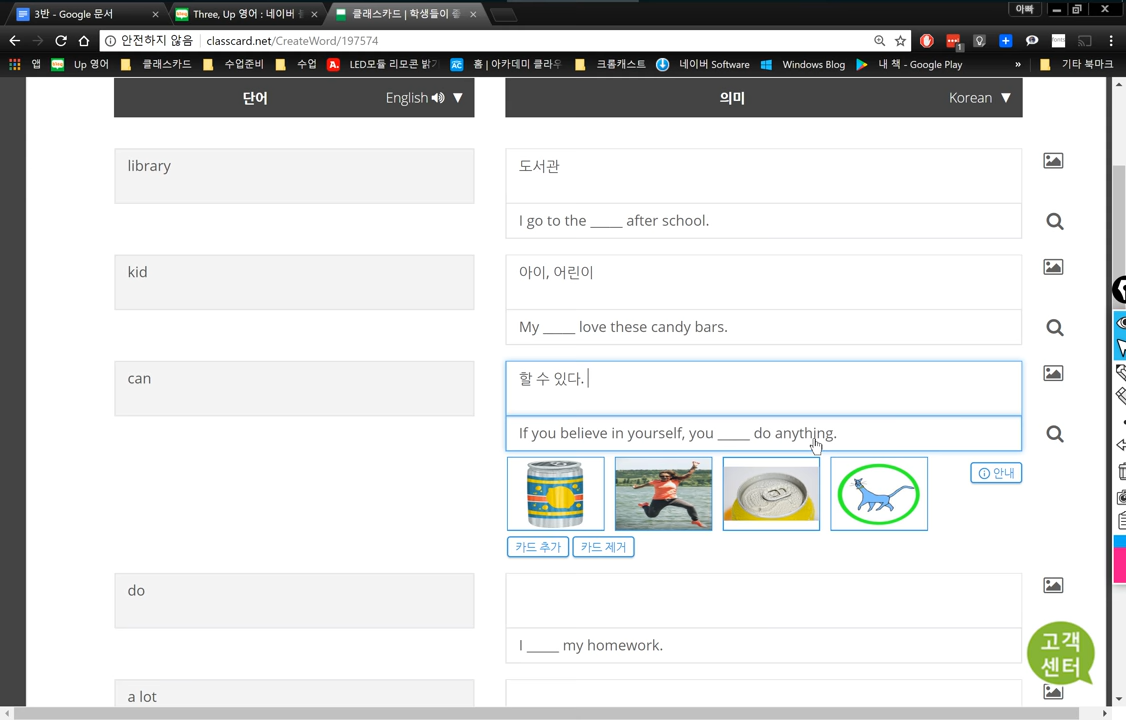 3반 - Google 문서
Three, Up 영어 : 네이버
클래스카드 | 학생들이 좋
아빠
안전하지 않음 classcard.net/CreateWord/197574
앱 Up 영어 클래스카드 수업준비 수업 LED모듈 리모콘 밝기 홈 | 아카데미 클라우 크롬캐스트 네이버 Software Windows Blog 내 책 - Google Play » 기타 북마크
단어 English ▼ 의미 Korean ▼
library 도서관
I go to the _____ after school.
kid 아이, 어린이
My _____ love these candy bars.
can 할 수 있다.
If you believe in yourself, you _____ do anything.
안내
카드 추가 카드 제거
do
I _____ my homework.
고객
센터
a lot